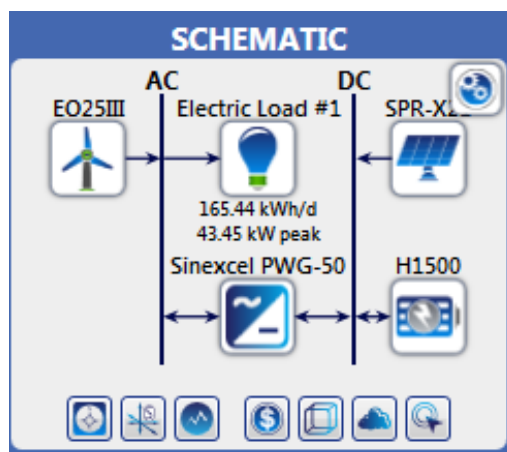 SCHEMATIC
AC DC
EO25III Electric Load #1
165.44 kWh/d
43.45 kW peak
Sinexcel PWG-50 H1500